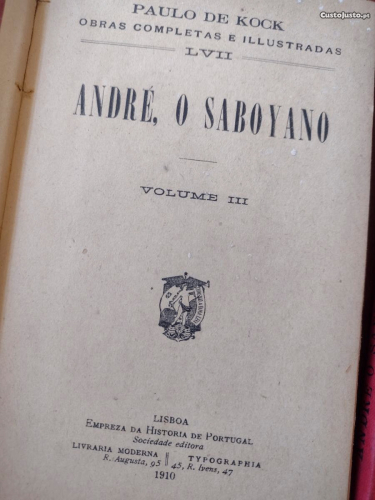 CustoJusto.pt
PAULO DE KOCK
OBRAS COMPLETAS E ILLUSTRADAS
LVII
ANDRÉ, O SABOYANO
VOLUME III
LISBOA
EMPREZA DA HISTORIA DE PORTUGAL
Sociedade editora
LIVRARIA MODERNA || TYPOGRAPHIA
R. Augusta, 95 || 45, R. Ivens, 47
1910